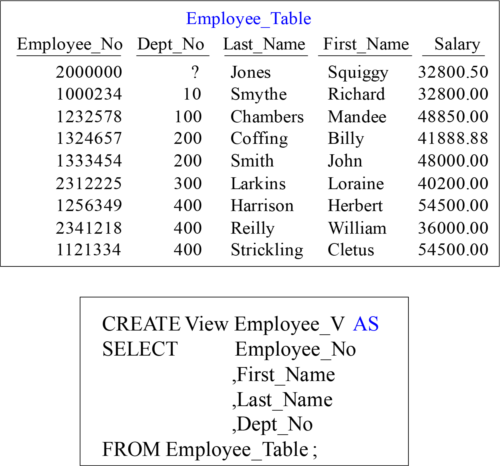 Employee_Table
Employee_No Dept_No Last_Name First_Name Salary
2000000 ? Jones Squiggy 32800.50
1000234 10 Smythe Richard 32800.00
1232578 100 Chambers Mandee 48850.00
1324657 200 Coffing Billy 41888.88
1333454 200 Smith John 48000.00
2312225 300 Larkins Loraine 40200.00
1256349 400 Harrison Herbert 54500.00
2341218 400 Reilly William 36000.00
1121334 400 Strickling Cletus 54500.00
CREATE View Employee_V AS
SELECT Employee_No
,First_Name
,Last_Name
,Dept_No
FROM Employee_Table ;